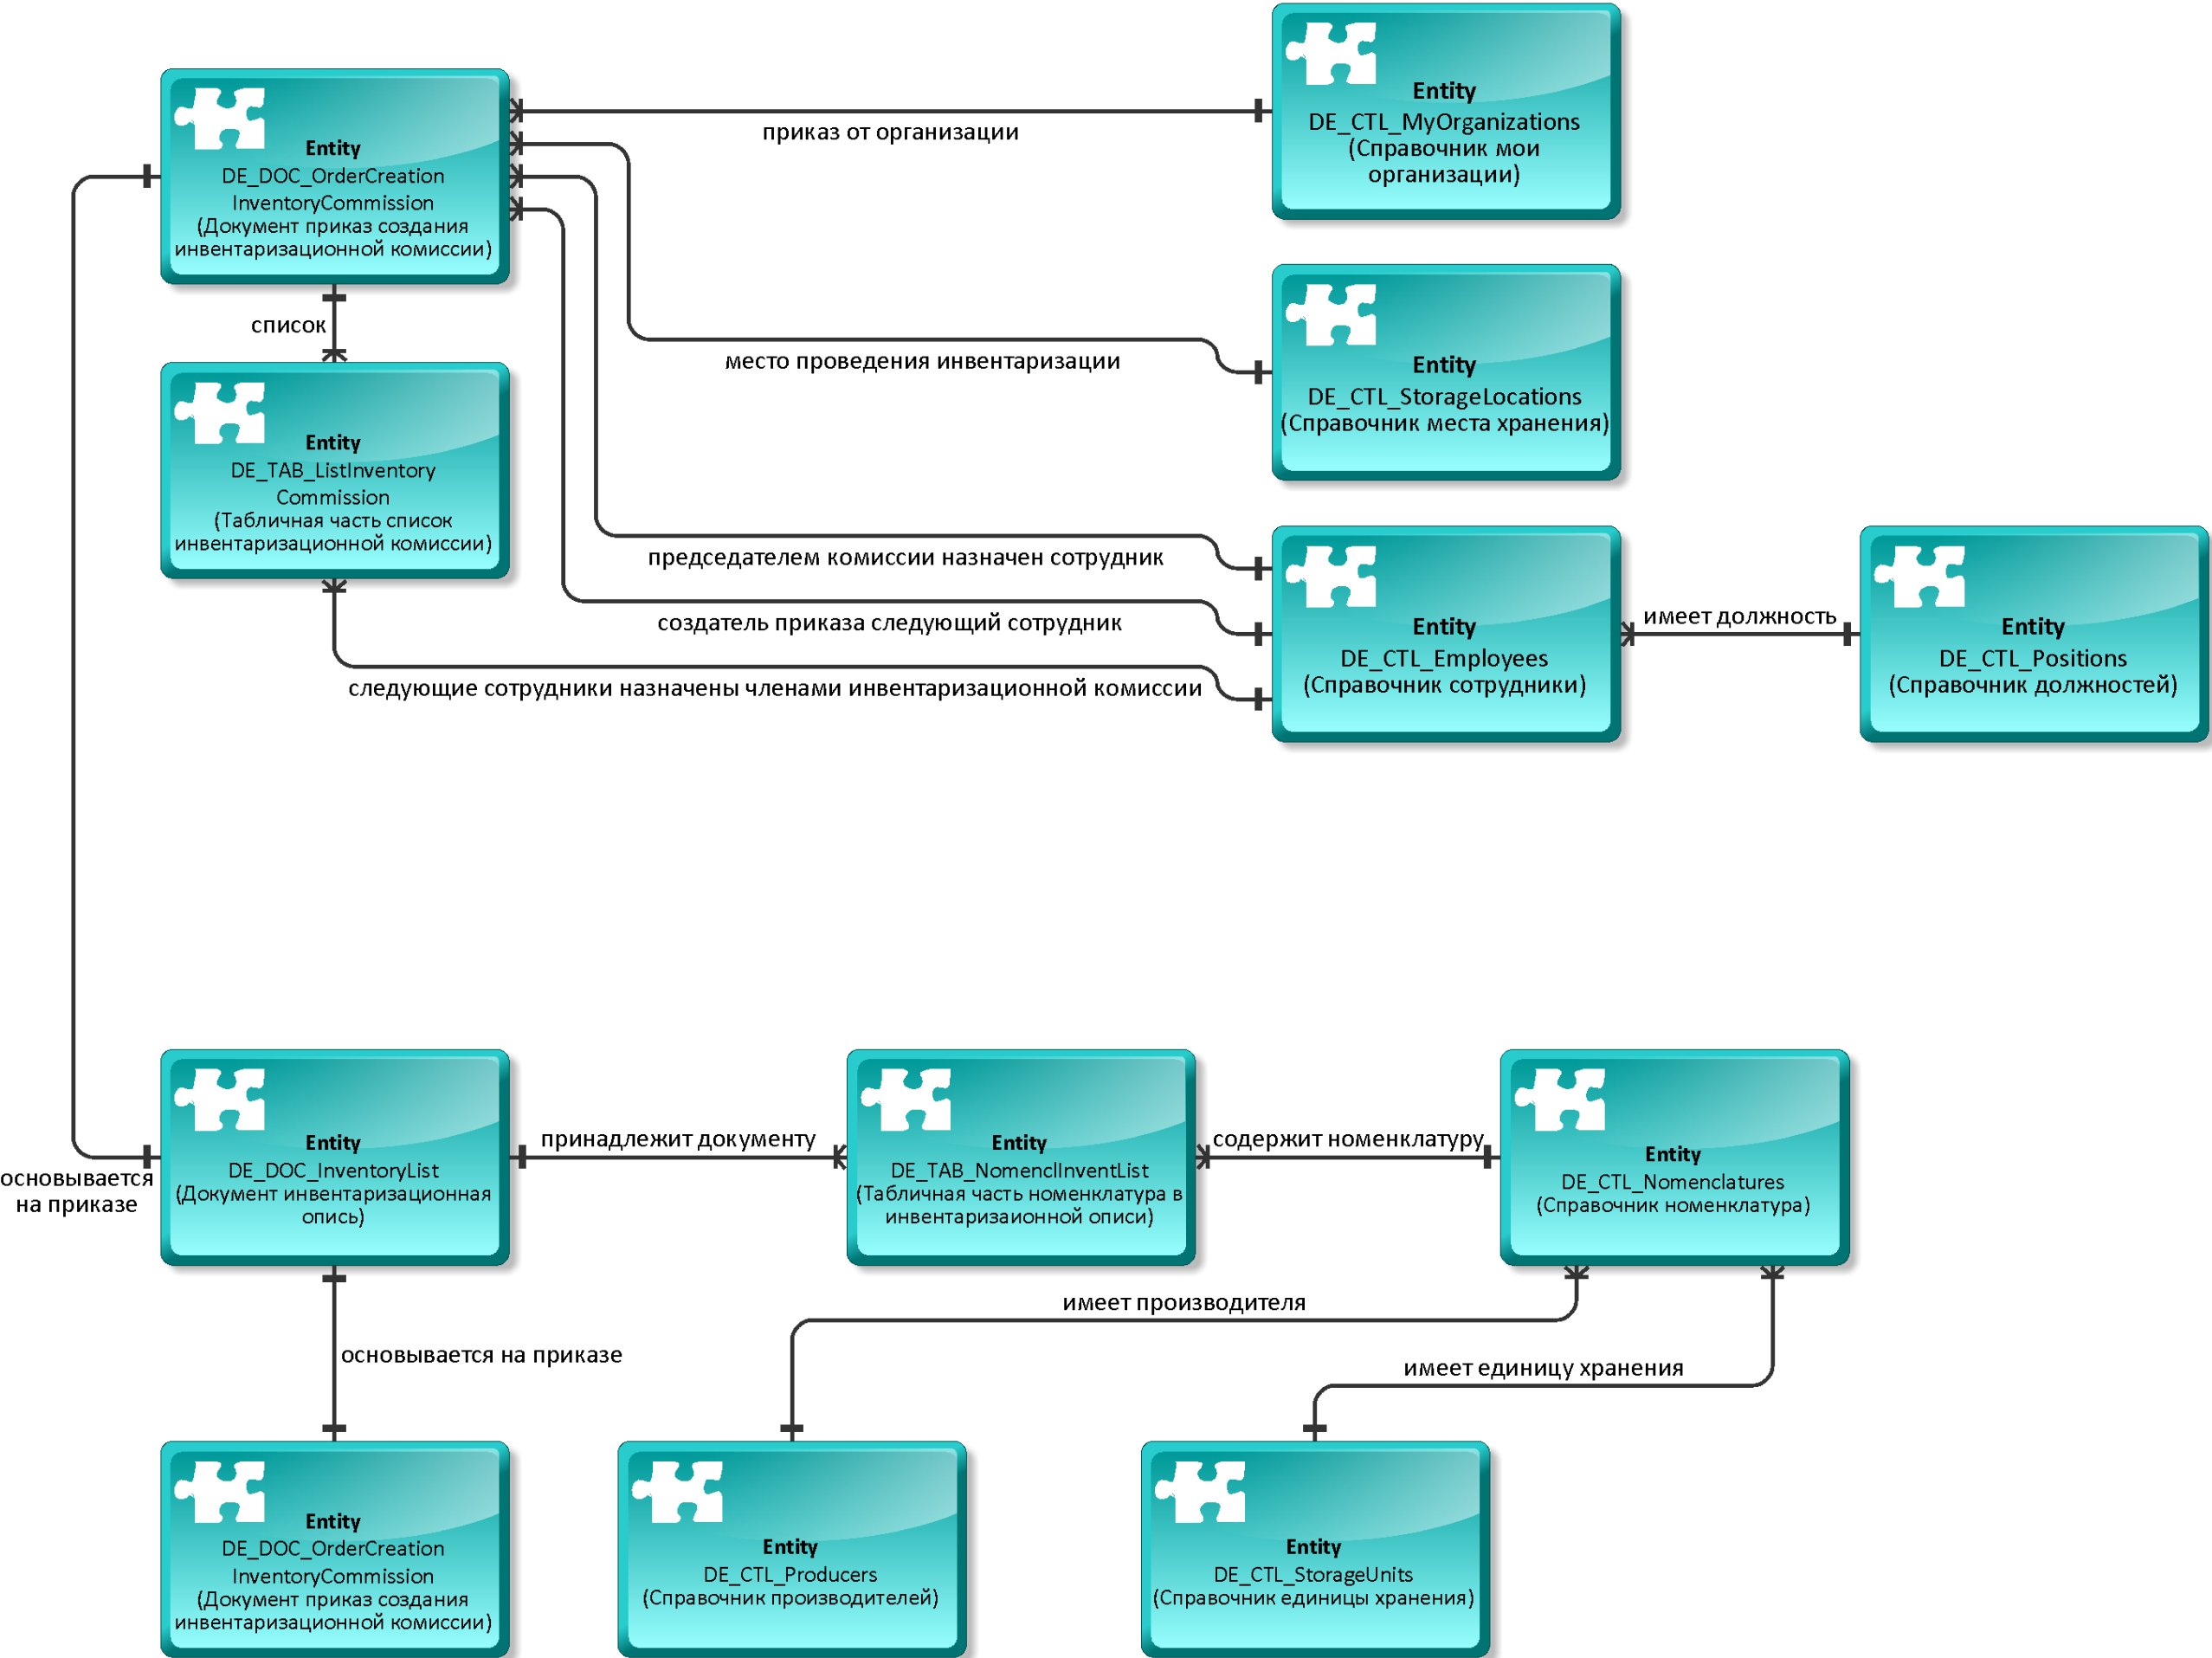 Entity
DE_CTL_MyOrganizations
(Справочник мои
организации)
Entity
DE_DOC_OrderCreation
InventoryCommission
(Документ приказ создания
инвентаризационной комиссии)
приказ от организации
список
место проведения инвентаризации
Entity
DE_CTL_StorageLocations
(Справочник места хранения)
Entity
DE_TAB_ListInventory
Commission
(Табличная часть список
инвентаризационной комиссии)
председателем комиссии назначен сотрудник
создатель приказа следующий сотрудник
следующие сотрудники назначены членами инвентаризационной комиссии
Entity
DE_CTL_Employees
(Справочник сотрудники)
имеет должность
Entity
DE_CTL_Positions
(Справочник должностей)
основывается
на приказе
Entity
DE_DOC_InventoryList
(Документ инвентаризационная
опись)
принадлежит документу
Entity
DE_TAB_NomenclInventList
(Табличная часть номенклатура в
инвентаризаионной описи)
содержит номенклатуру
Entity
DE_CTL_Nomenclatures
(Справочник номенклатура)
имеет производителя
основывается на приказе
имеет единицу хранения
Entity
DE_DOC_OrderCreation
InventoryCommission
(Документ приказ создания
инвентаризационной комиссии)
Entity
DE_CTL_Producers
(Справочник производителей)
Entity
DE_CTL_StorageUnits
(Справочник единицы хранения)